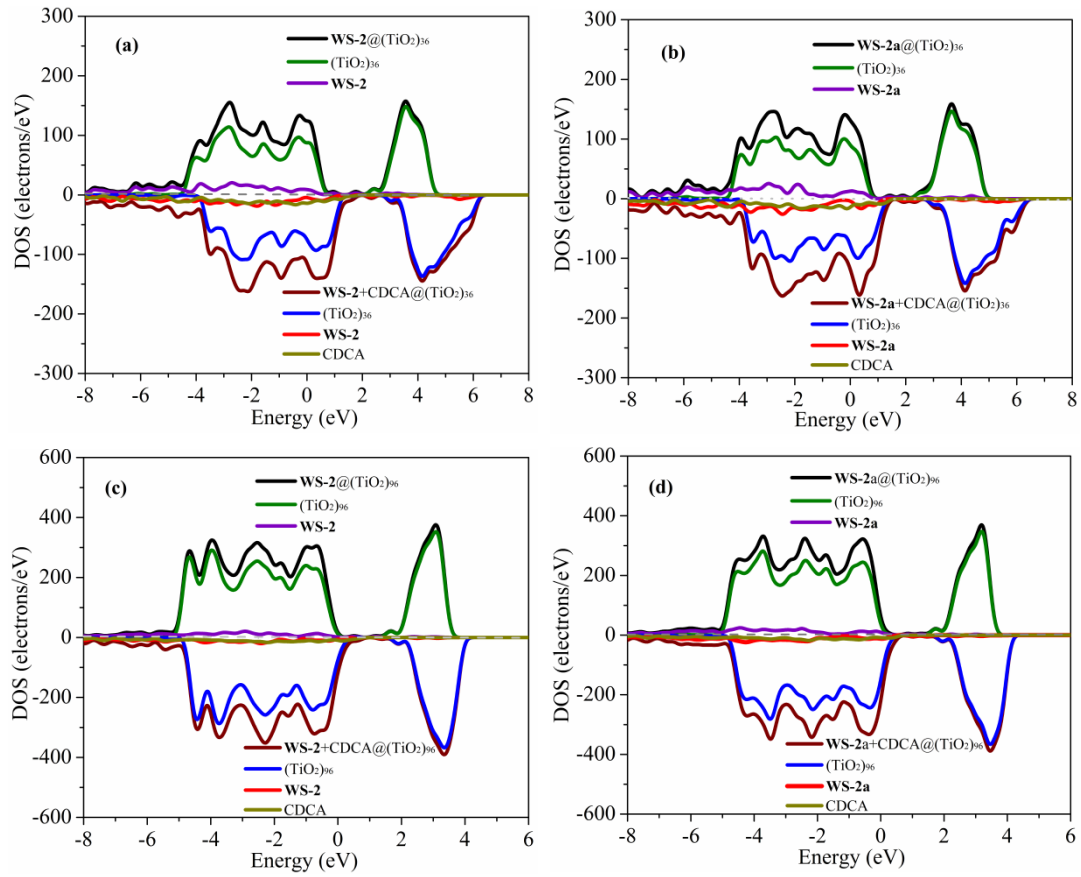 (a)
WS-2@(TiO₂)₃₆
(TiO₂)₃₆
WS-2
300
200
100
0
-100
-200
-300
DOS (electrons/eV)
WS-2+CDCA@(TiO₂)₃₆
(TiO₂)₃₆
WS-2
CDCA
-8 -6 -4 -2 0 2 4 6 8
Energy (eV)
(b)
WS-2a@(TiO₂)₃₆
(TiO₂)₃₆
WS-2a
300
200
100
0
-100
-200
-300
DOS (electrons/eV)
WS-2a+CDCA@(TiO₂)₃₆
(TiO₂)₃₆
WS-2a
CDCA
-8 -6 -4 -2 0 2 4 6 8
Energy (eV)
(c)
WS-2@(TiO₂)₉₆
(TiO₂)₉₆
WS-2
600
400
200
0
-200
-400
-600
DOS (electrons/eV)
WS-2+CDCA@(TiO₂)₉₆
(TiO₂)₉₆
WS-2
CDCA
-8 -6 -4 -2 0 2 4 6
Energy (eV)
(d)
WS-2a@(TiO₂)₉₆
(TiO₂)₉₆
WS-2a
600
400
200
0
-200
-400
-600
DOS (electrons/eV)
WS-2a+CDCA@(TiO₂)₉₆
(TiO₂)₉₆
WS-2a
CDCA
-8 -6 -4 -2 0 2 4 6
Energy (eV)